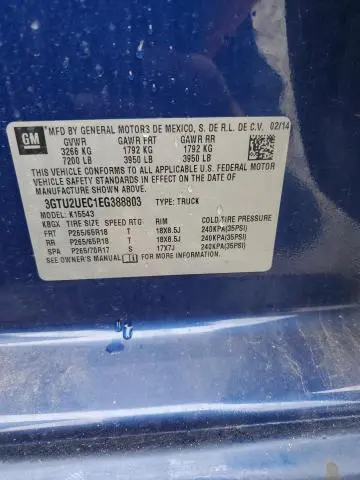 GM
MFD BY GENERAL MOTORS DE MEXICO, S. DE R.L. DE C.V. 02/14
GVWR GAWR FRT GAWR RR
3266 KG 1792 KG 1792 KG
7200 LB 3950 LB 3950 LB
THIS VEHICLE CONFORMS TO ALL APPLICABLE U.S. FEDERAL MOTOR
VEHICLE SAFETY AND THEFT PREVENTION STANDARDS IN EFFECT ON
THE DATE OF MANUFACTURE SHOWN ABOVE.
3GTU2UEC1EG388803 TYPE: TRUCK
MODEL: K15543
KBGX TIRE SIZE SPEED RTG RIM COLD TIRE PRESSURE
FRT P265/65R18 T 18X8.5J 240KPA(35PSI)
RR P265/65R18 T 18X8.5J 240KPA(35PSI)
SPA P265/70R17 S 17X7J 240KPA(35PSI)
SEE OWNER'S MANUAL FOR ADDITIONAL INFORMATION.